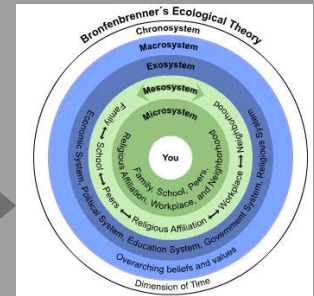 Bronfenbrenner's Ecological Theory
Chronosystem
Macrosystem
Exosystem
Mesosystem
Microsystem
You
Family, School, Peers,
Religious Affiliation, Workplace, and Neighborhood
Family ↔ School ↔ Peers ↔ Religious Affiliation ↔ Workplace ↔ Neighborhood
Economic System, Political System, Education System, Government System, Religious System
Overarching beliefs and values
Dimension of Time